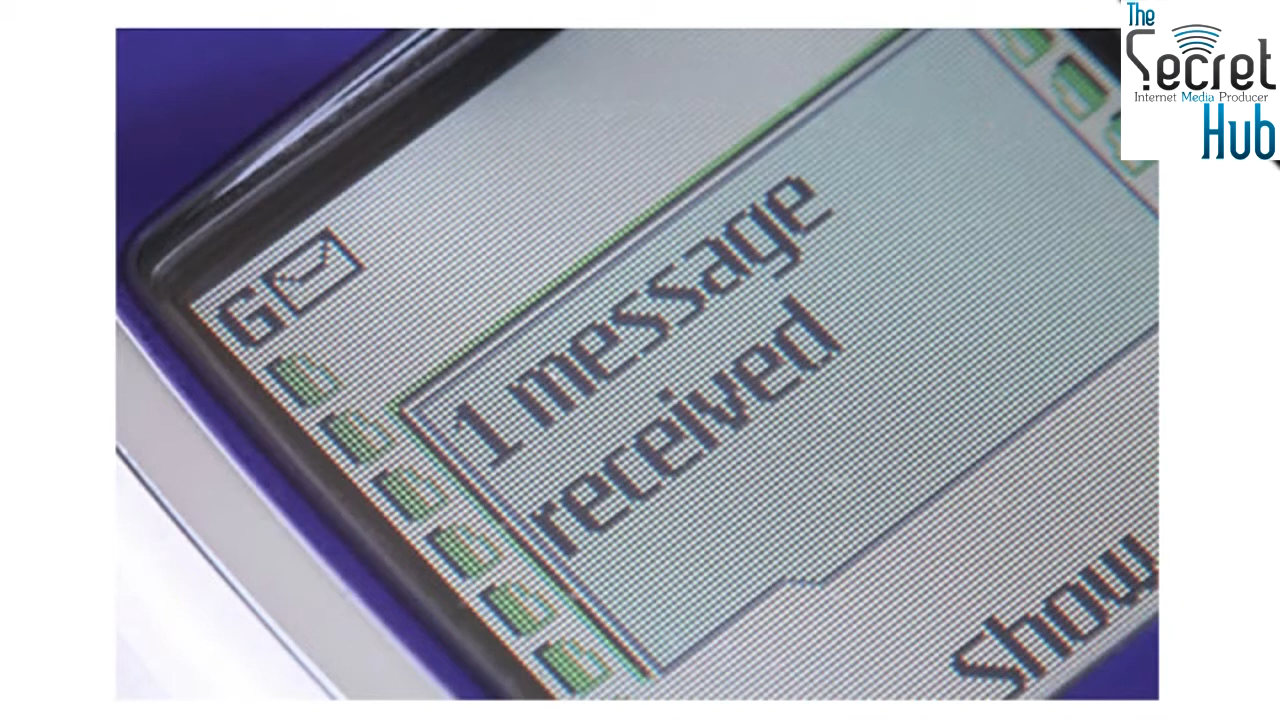 The
Secret
Internet Media Producer
Hub
G
1 message
received
Show